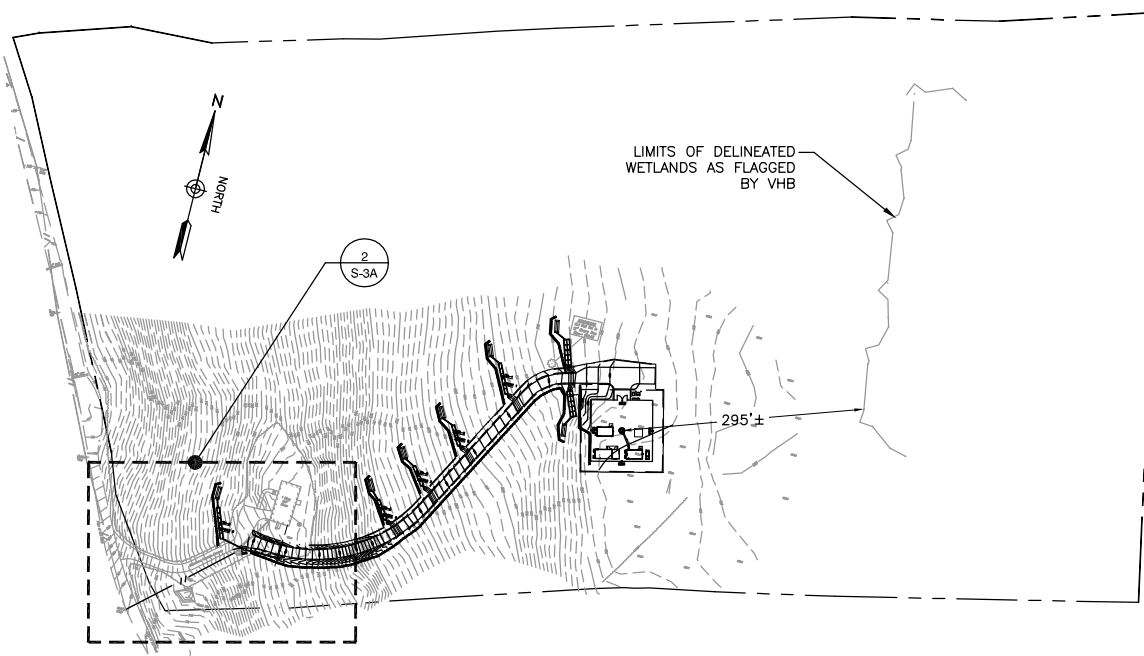 N
NORTH
LIMITS OF DELINEATED
WETLANDS AS FLAGGED
BY VHB
2
S-3A
295'±